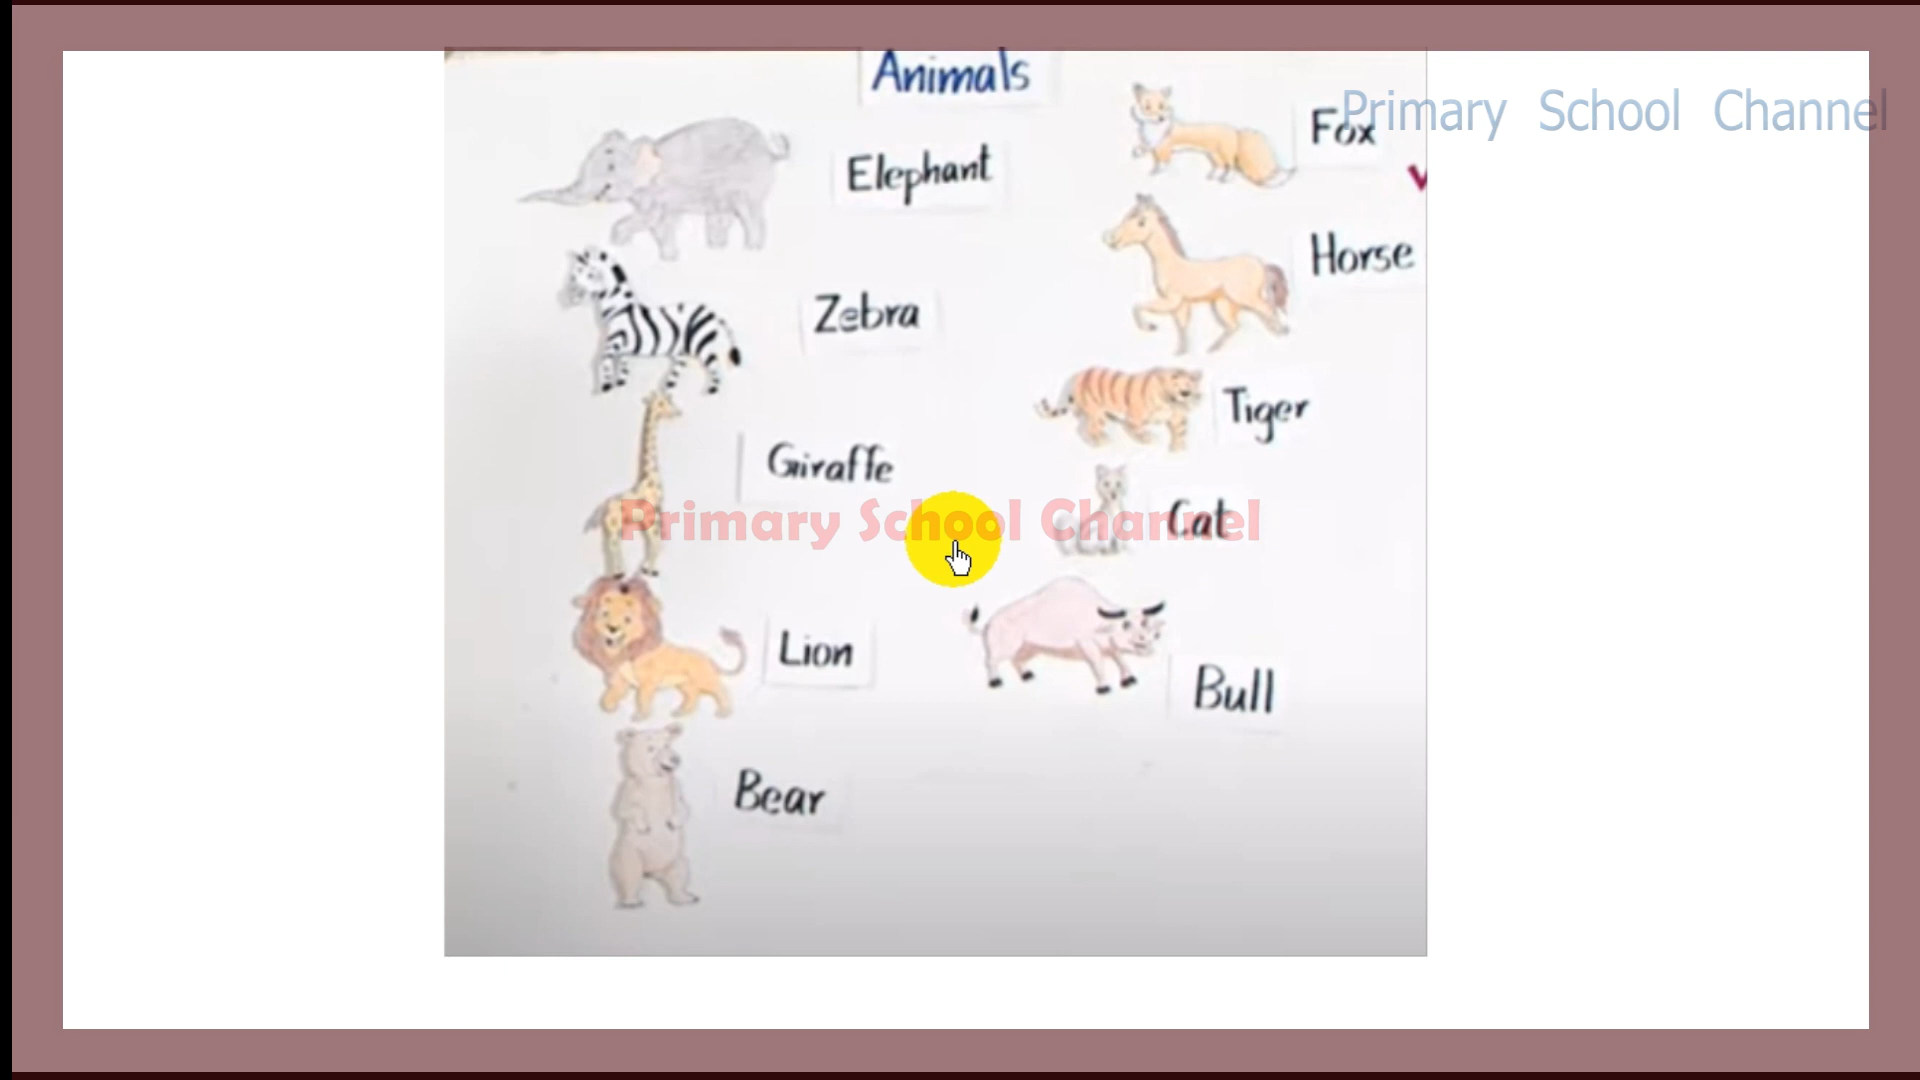 Animals
Primary School Channel
Elephant
Zebra
Giraffe
Lion
Bear
Fox
Horse
Tiger
Cat
Bull
Primary School Channel